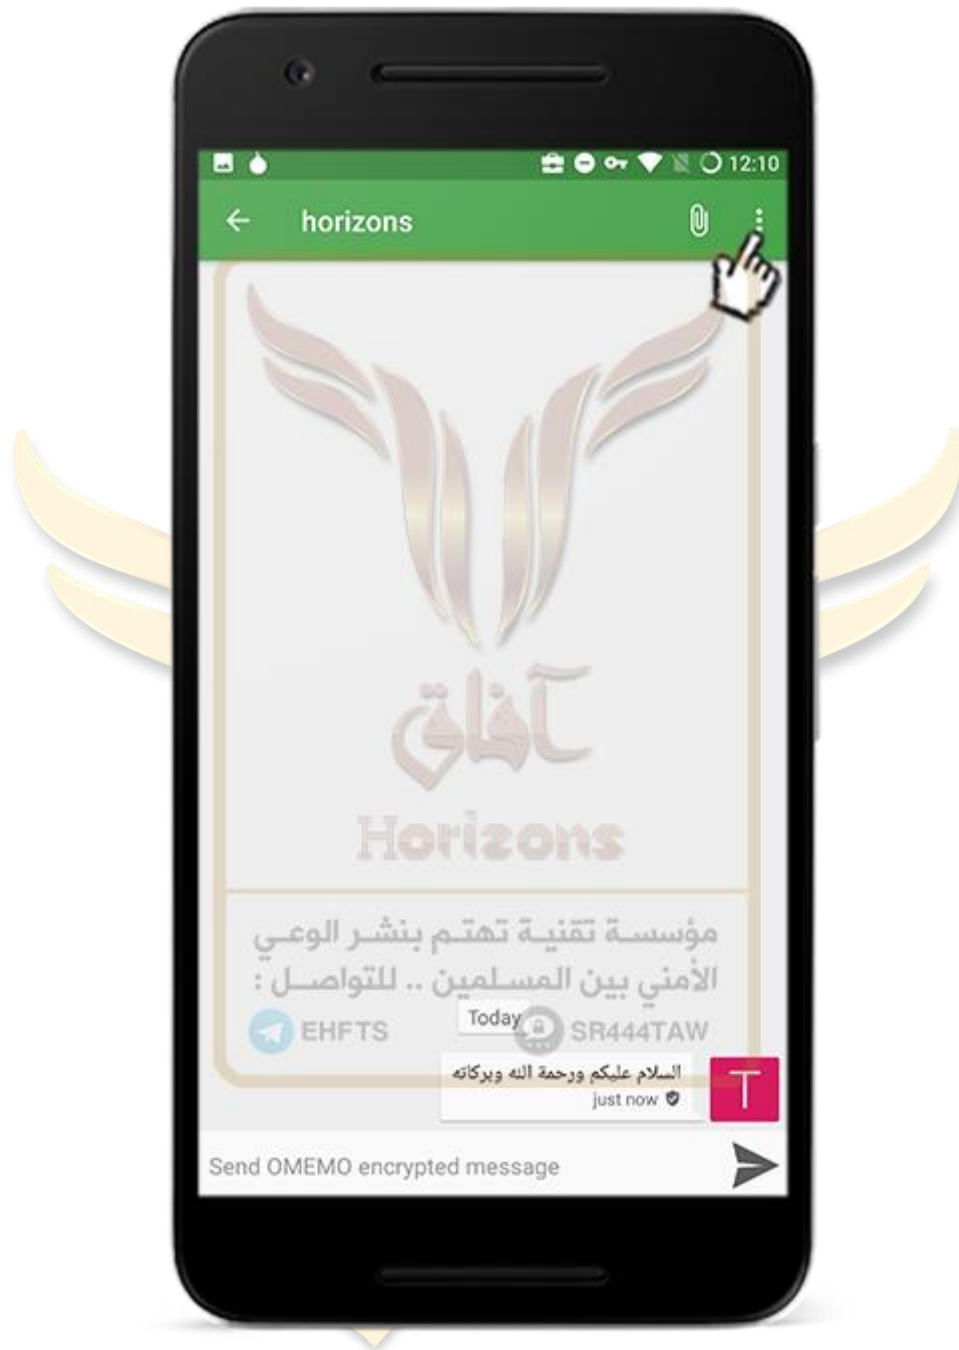 12:10
horizons
آفاق
Horizons
مؤسسة تقنية تهتم بنشر الوعي
الأمني بين المسلمين .. للتواصل :
EHFTS
SR444TAW
Today
السلام عليكم ورحمة الله وبركاته
just now
T
Send OMEMO encrypted message